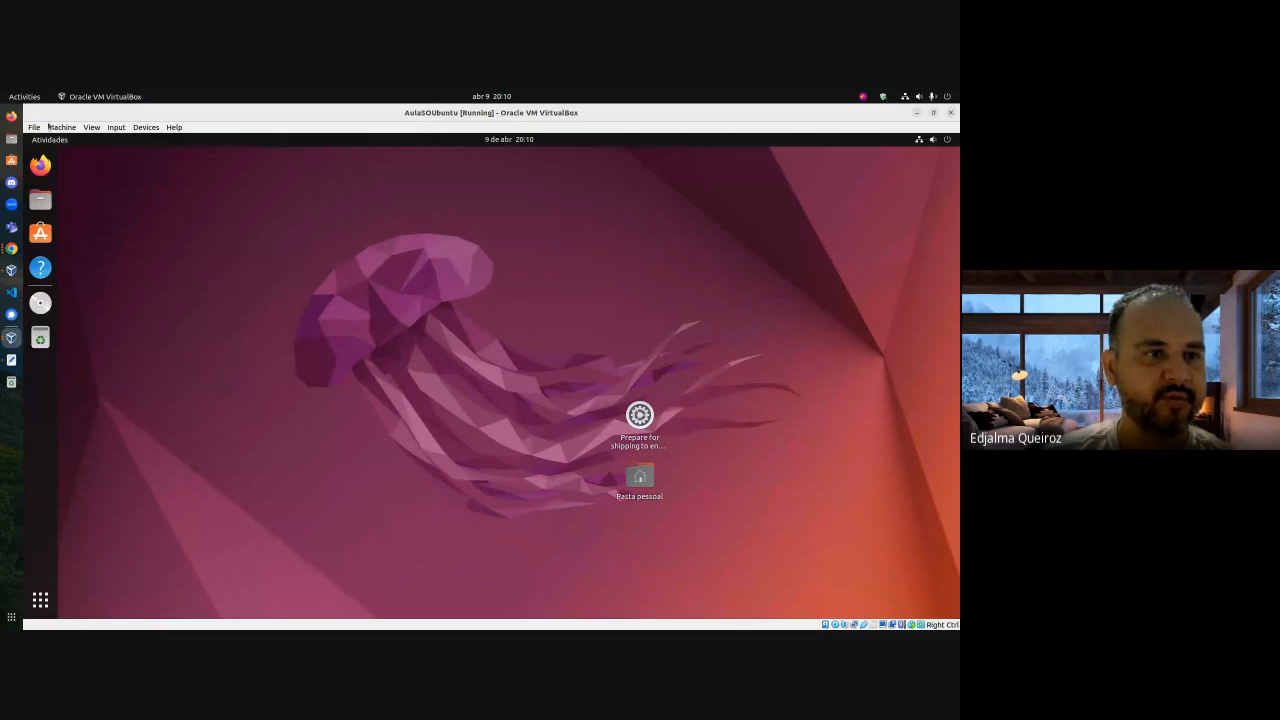 Activities
Oracle VM VirtualBox
abr 9 20:10
AulaSOUbuntu [Running] - Oracle VM VirtualBox
File
Machine
View
Input
Devices
Help
Atividades
9 de abr 20:10
Prepare for
shipping to en...
Pasta pessoal
Edjalma Queiroz
Right Ctrl